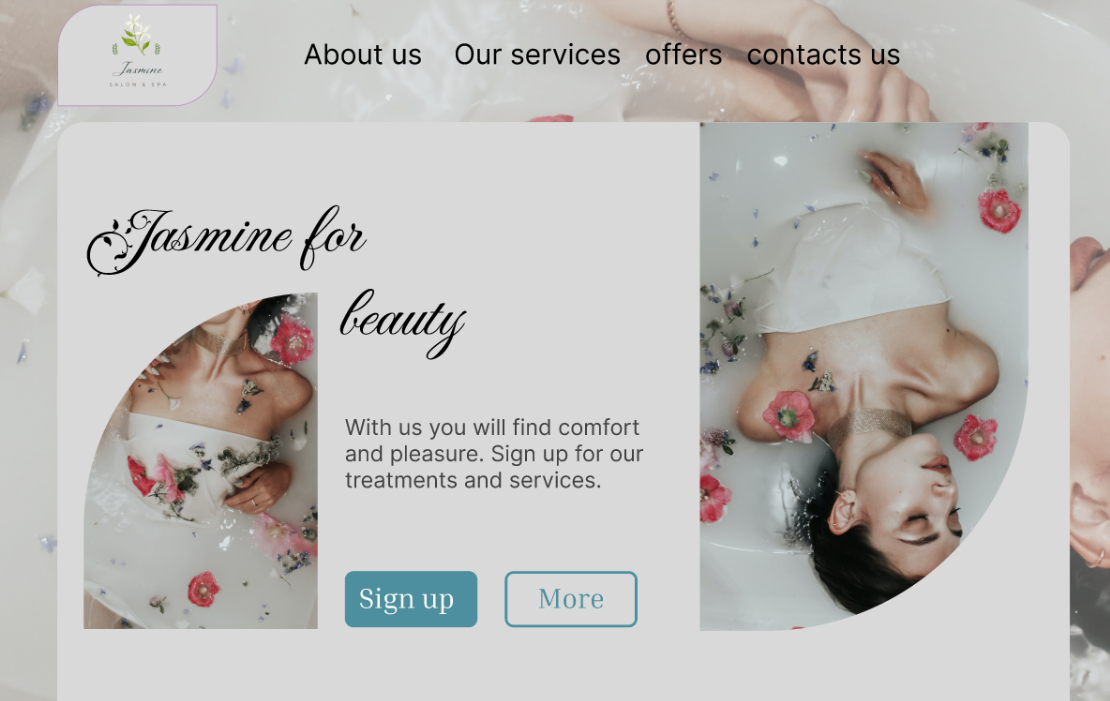 Jasmine
SALON & SPA
About us Our services offers contacts us
Jasmine for
beauty
With us you will find comfort
and pleasure. Sign up for our
treatments and services.
Sign up More